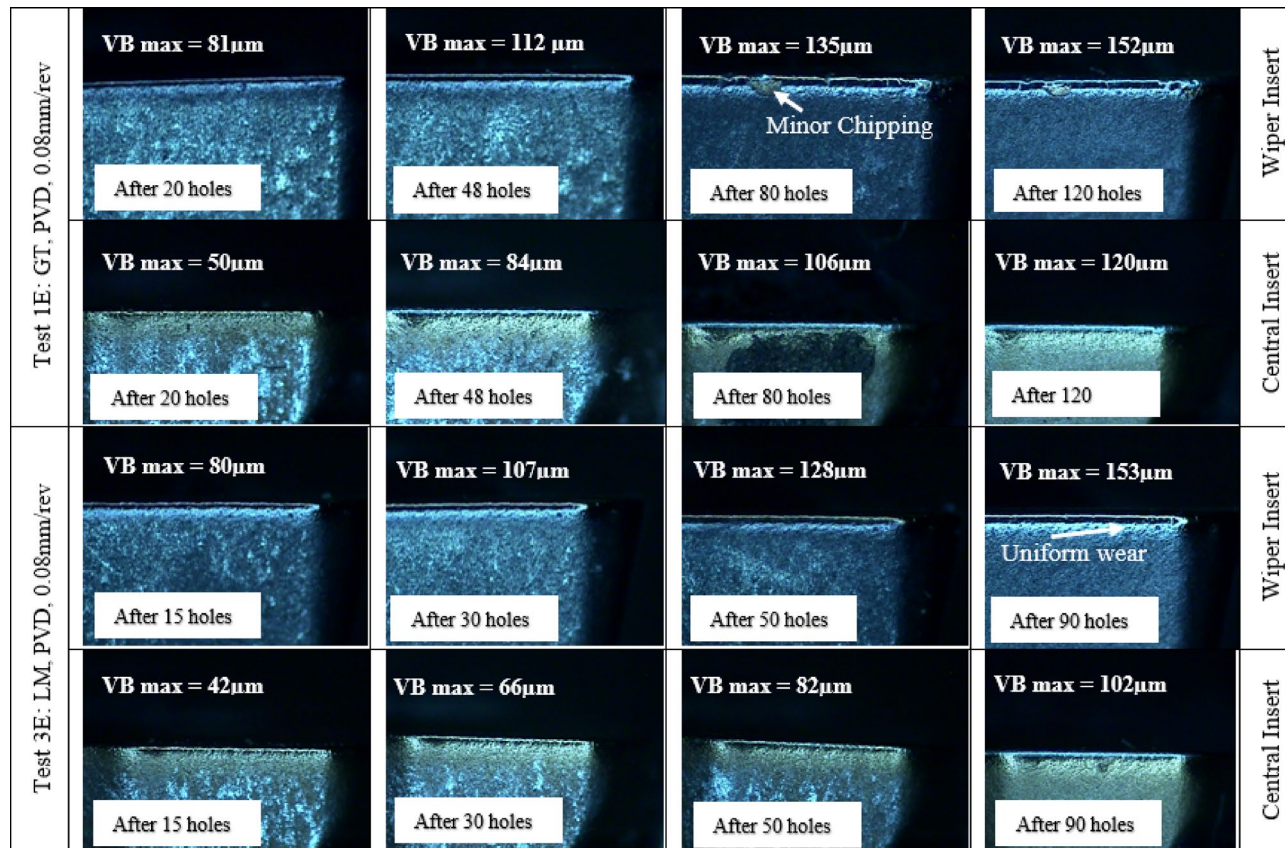 Test 1E: GT, PVD, 0.08mm/rev
VB max = 81µm
VB max = 112 µm
VB max = 135µm
VB max = 152µm
Wiper Insert
Minor Chipping
After 20 holes
After 48 holes
After 80 holes
After 120 holes
VB max = 50µm
VB max = 84µm
VB max = 106µm
VB max = 120µm
Central Insert
After 20 holes
After 48 holes
After 80 holes
After 120
Test 3E: LM, PVD, 0.08mm/rev
VB max = 80µm
VB max = 107µm
VB max = 128µm
VB max = 153µm
Wiper Insert
Uniform wear
After 15 holes
After 30 holes
After 50 holes
After 90 holes
VB max = 42µm
VB max = 66µm
VB max = 82µm
VB max = 102µm
Central Insert
After 15 holes
After 30 holes
After 50 holes
After 90 holes